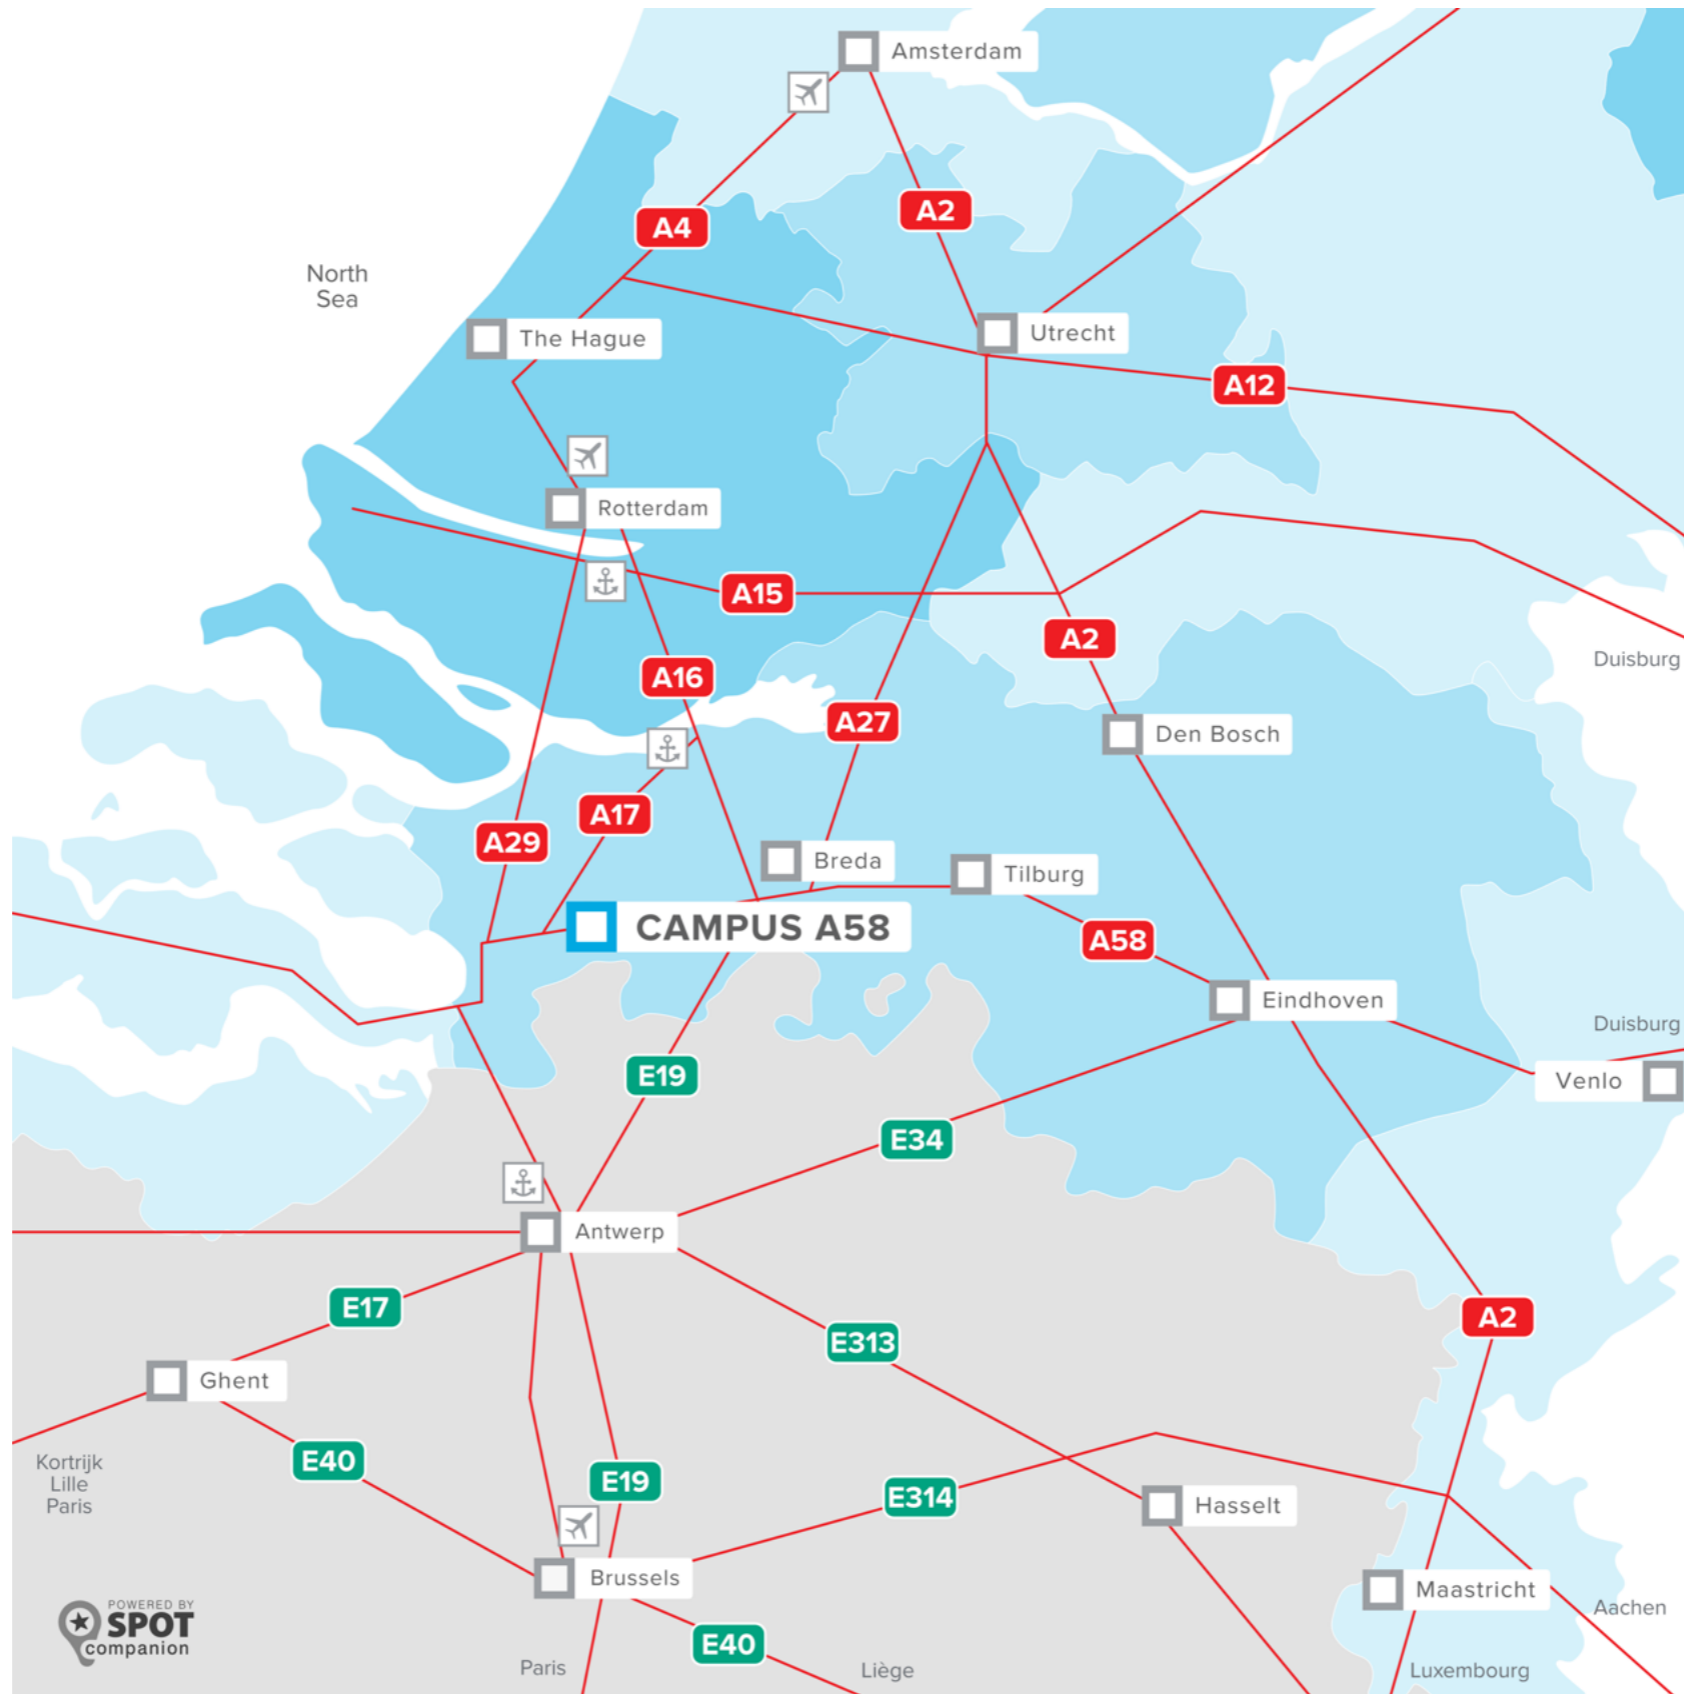 Amsterdam
A4
A2
North
Sea
The Hague
Utrecht
A12
Rotterdam
A15
A2
Duisburg
A16
A27
Den Bosch
A17
A29
Breda
Tilburg
CAMPUS A58
A58
Eindhoven
Duisburg
E19
Venlo
E34
Antwerp
E17
A2
E313
Ghent
E40
Kortrijk
Lille
Paris
E19
E314
Hasselt
Brussels
Maastricht
POWERED BY
SPOT
companion
Aachen
E40
Paris
Liège
Luxembourg